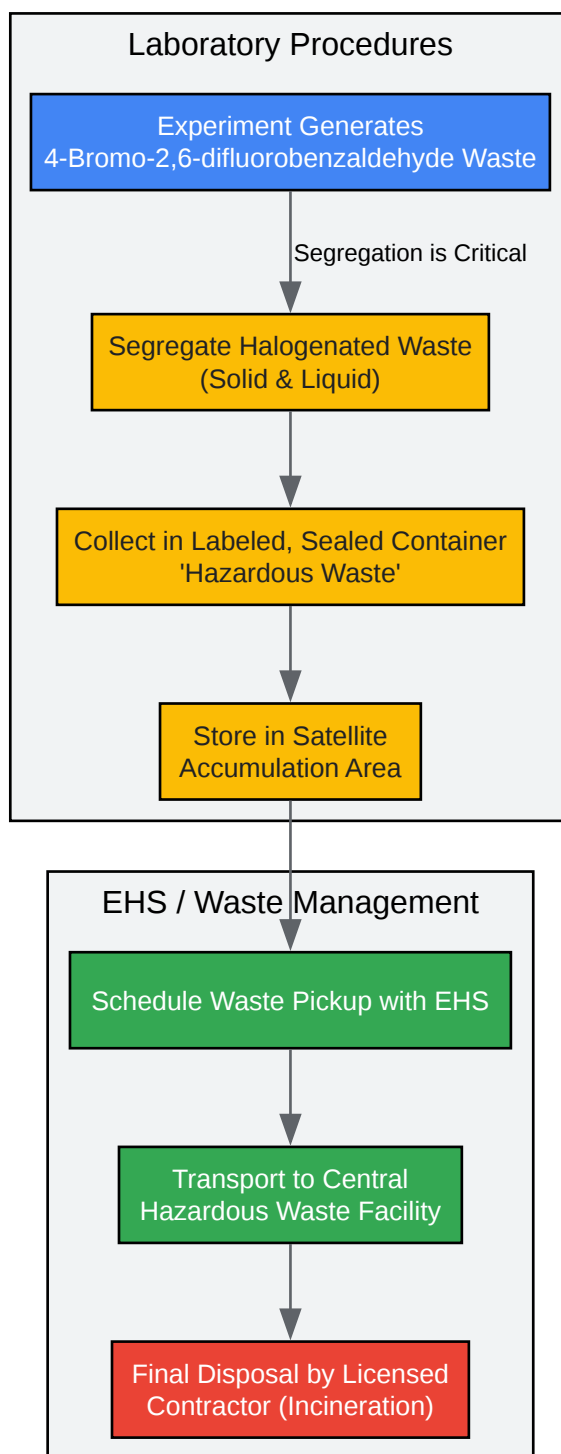 Laboratory Procedures
Experiment Generates
4-Bromo-2,6-difluorobenzaldehyde Waste
Segregation is Critical
Segregate Halogenated Waste
(Solid & Liquid)
Collect in Labeled, Sealed Container
'Hazardous Waste'
Store in Satellite
Accumulation Area
EHS / Waste Management
Schedule Waste Pickup with EHS
Transport to Central
Hazardous Waste Facility
Final Disposal by Licensed
Contractor (Incineration)